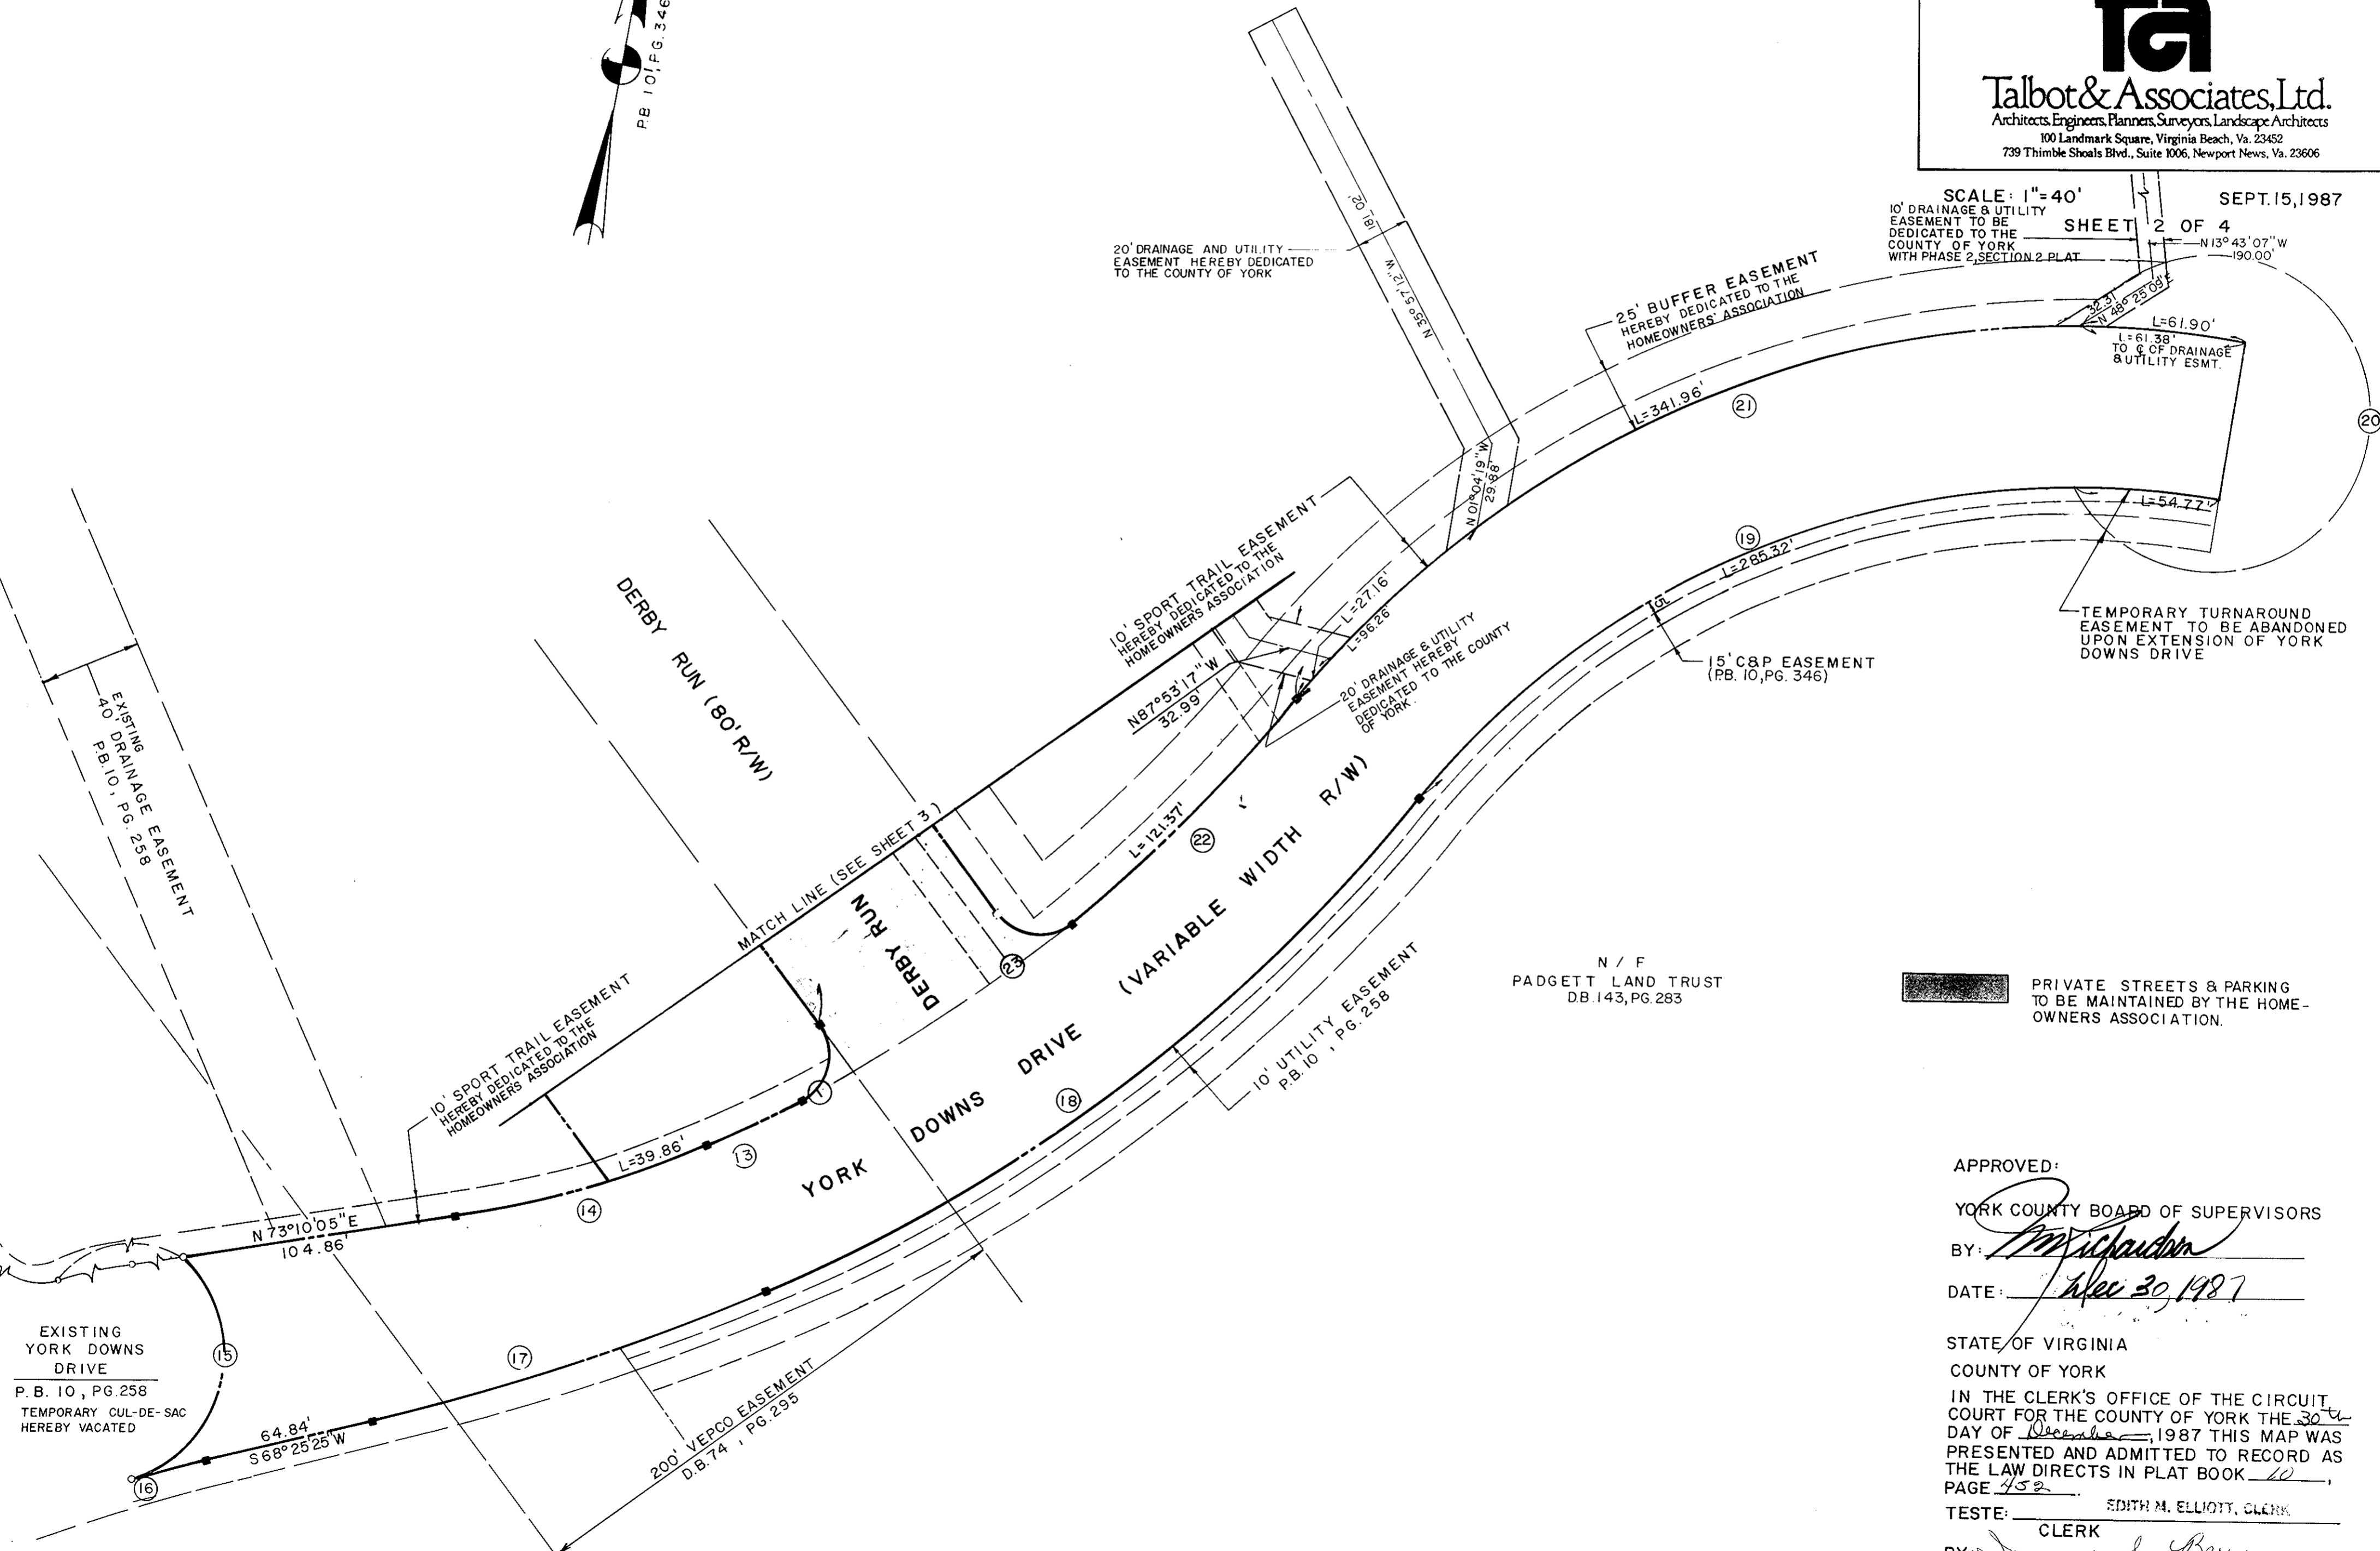 P.B 10, PG. 346
Talbot & Associates, Ltd.
Architects, Engineers, Planners, Surveyors, Landscape Architects
100 Landmark Square, Virginia Beach, Va. 23452
739 Thimble Shoals Blvd., Suite 1006, Newport News, Va. 23606
SCALE: 1"=40'
SEPT. 15, 1987
SHEET 2 OF 4
10' DRAINAGE & UTILITY
EASEMENT TO BE
DEDICATED TO THE
COUNTY OF YORK
WITH PHASE 2, SECTION 2 PLAT
N 13° 43' 07" W
190.00'
32.31'
N 48° 25' 09" E
L=61.90'
L=61.38'
TO ℄ OF DRAINAGE
& UTILITY ESMT.
20
181.02'
N 35° 57' 12" W
20' DRAINAGE AND UTILITY
EASEMENT HEREBY DEDICATED
TO THE COUNTY OF YORK
25' BUFFER EASEMENT
HEREBY DEDICATED TO THE
HOMEOWNERS' ASSOCIATION
L=341.96'
21
N 01° 04' 19" W
29.88'
L=54.77'
19
L=285.32'
15'
15' C&P EASEMENT
(P.B. 10, PG. 346)
TEMPORARY TURNAROUND
EASEMENT TO BE ABANDONED
UPON EXTENSION OF YORK
DOWNS DRIVE
10' SPORT TRAIL EASEMENT
HEREBY DEDICATED TO THE
HOMEOWNERS ASSOCIATION
L=27.16'
L=96.26'
N87°53'17" W
32.99'
20' DRAINAGE & UTILITY
EASEMENT HEREBY
DEDICATED TO THE COUNTY
OF YORK.
DERBY RUN (80' R/W)
EXISTING
40' DRAINAGE EASEMENT
P.B. 10, PG. 258
MATCH LINE (SEE SHEET 3)
DERBY RUN
L=121.37'
22
23
YORK DOWNS DRIVE (VARIABLE WIDTH R/W)
10' UTILITY EASEMENT
P.B. 10, PG. 258
18
N / F
PADGETT LAND TRUST
D.B. 143, PG. 283
PRIVATE STREETS & PARKING
TO BE MAINTAINED BY THE HOME-
OWNERS ASSOCIATION.
10' SPORT TRAIL EASEMENT
HEREBY DEDICATED TO THE
HOMEOWNERS ASSOCIATION
L=39.86'
13
14
N 73°10'05" E
104.86'
EXISTING
YORK DOWNS
DRIVE
P. B. 10, PG. 258
TEMPORARY CUL-DE-SAC
HEREBY VACATED
15
16
17
64.84'
S68°25'25"W
200' VEPCO EASEMENT
D.B. 74, PG. 295
APPROVED:
YORK COUNTY BOARD OF SUPERVISORS
BY:
DATE: Dec 30, 1987
STATE OF VIRGINIA
COUNTY OF YORK
IN THE CLERK'S OFFICE OF THE CIRCUIT
COURT FOR THE COUNTY OF YORK THE 30th
DAY OF December, 1987 THIS MAP WAS
PRESENTED AND ADMITTED TO RECORD AS
THE LAW DIRECTS IN PLAT BOOK 10,
PAGE 452.
TESTE: EDITH M. ELLIOTT, CLERK
CLERK